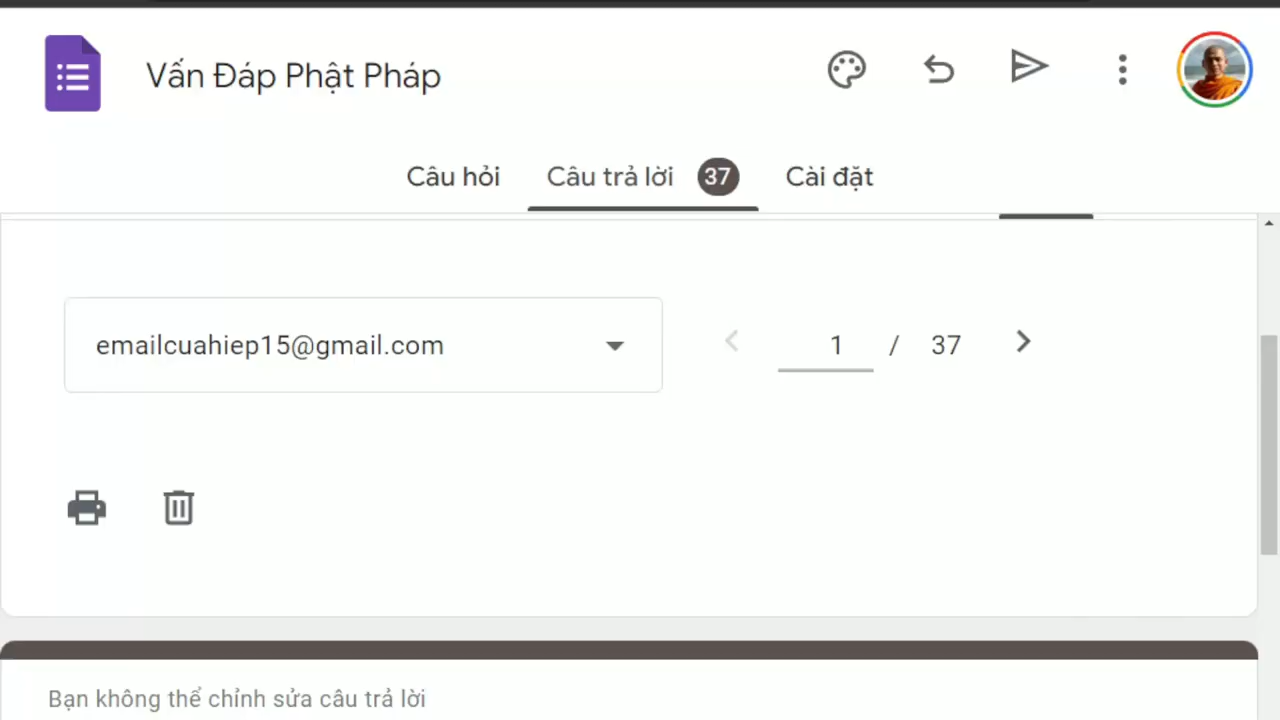 Vấn Đáp Phật Pháp
Câu hỏi
Câu trả lời 37
Cài đặt
emailcuahiep15@gmail.com
1 / 37
Bạn không thể chỉnh sửa câu trả lời